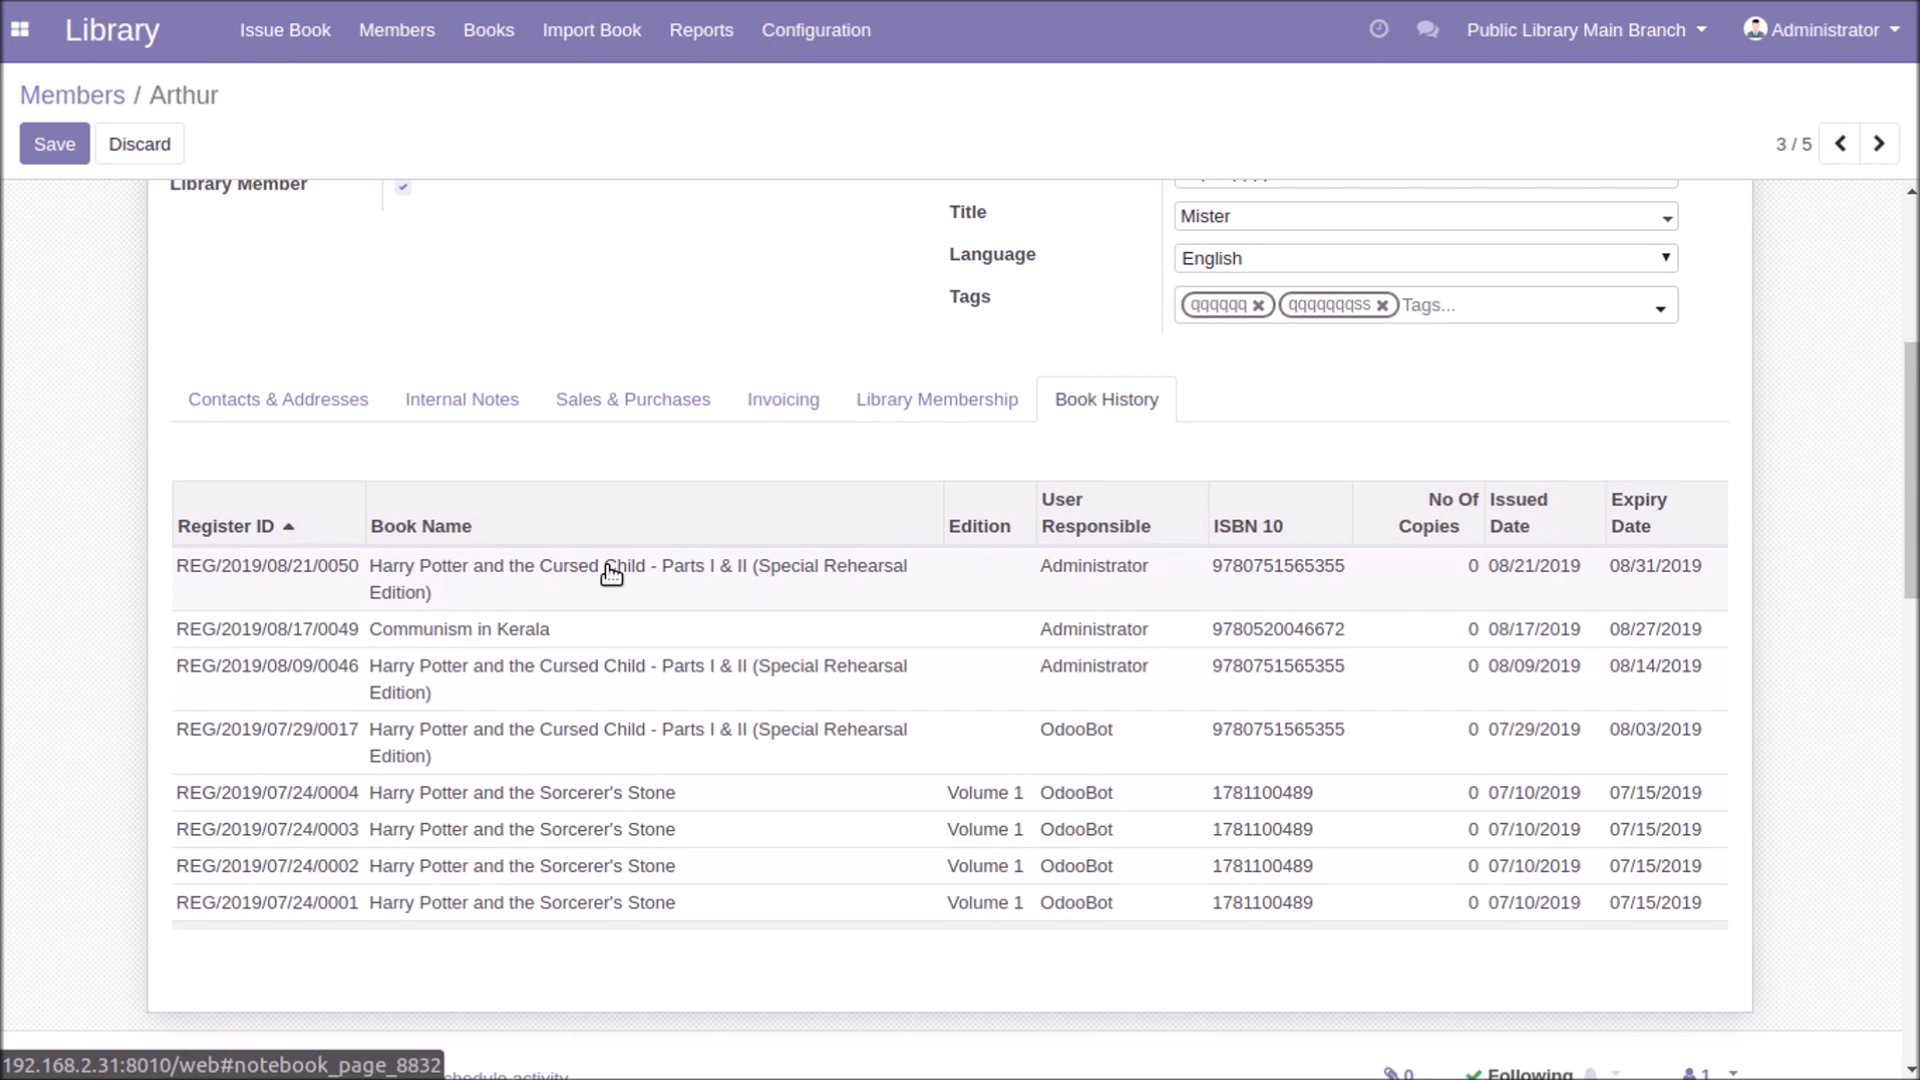 Library Issue Book Members Books Import Book Reports Configuration Public Library Main Branch Administrator
Members / Arthur
Save Discard 3 / 5
Library Member
Title Mister
Language English
Tags qqqqqq qqqqqqqss Tags...
Contacts & Addresses Internal Notes Sales & Purchases Invoicing Library Membership Book History
Register ID Book Name Edition User Responsible ISBN 10 No Of Copies Issued Date Expiry Date
REG/2019/08/21/0050 Harry Potter and the Cursed Child - Parts I & II (Special Rehearsal Administrator 9780751565355 0 08/21/2019 08/31/2019
Edition)
REG/2019/08/17/0049 Communism in Kerala Administrator 9780520046672 0 08/17/2019 08/27/2019
REG/2019/08/09/0046 Harry Potter and the Cursed Child - Parts I & II (Special Rehearsal Administrator 9780751565355 0 08/09/2019 08/14/2019
Edition)
REG/2019/07/29/0017 Harry Potter and the Cursed Child - Parts I & II (Special Rehearsal OdooBot 9780751565355 0 07/29/2019 08/03/2019
Edition)
REG/2019/07/24/0004 Harry Potter and the Sorcerer's Stone Volume 1 OdooBot 1781100489 0 07/10/2019 07/15/2019
REG/2019/07/24/0003 Harry Potter and the Sorcerer's Stone Volume 1 OdooBot 1781100489 0 07/10/2019 07/15/2019
REG/2019/07/24/0002 Harry Potter and the Sorcerer's Stone Volume 1 OdooBot 1781100489 0 07/10/2019 07/15/2019
REG/2019/07/24/0001 Harry Potter and the Sorcerer's Stone Volume 1 OdooBot 1781100489 0 07/10/2019 07/15/2019
192.168.2.31:8010/web#notebook_page_8832 chedule activity 0 Following 1